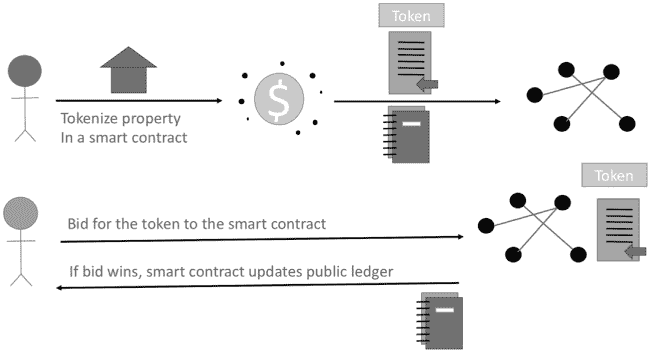 Token
$
Tokenize property
In a smart contract
Token
Bid for the token to the smart contract
If bid wins, smart contract updates public ledger